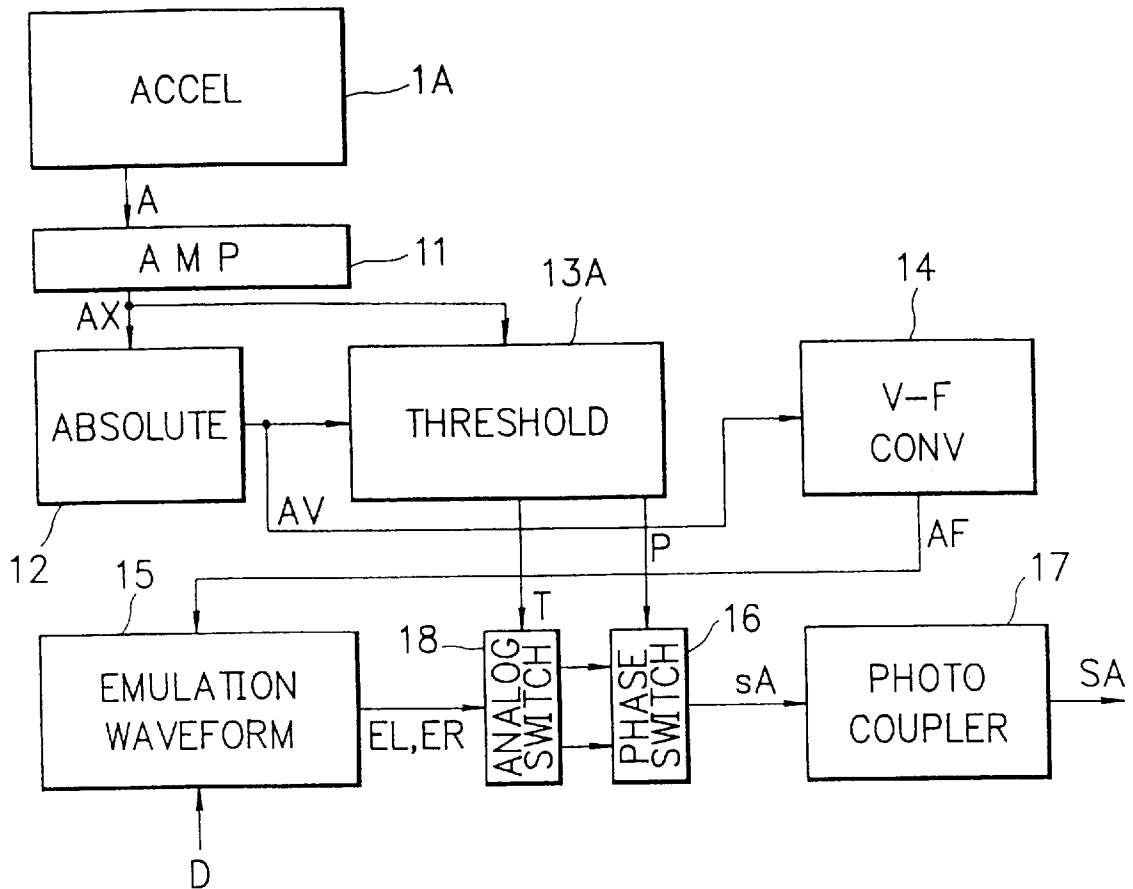 ACCEL
1A
A
AMP
11
AX
13A
14
ABSOLUTE
THRESHOLD
V-F
CONV
AV
P
AF
12
15
T
18
16
17
EMULATION
WAVEFORM
EL,ER
ANALOG
SWITCH
PHASE
SWITCH
sA
PHOTO
COUPLER
SA
D